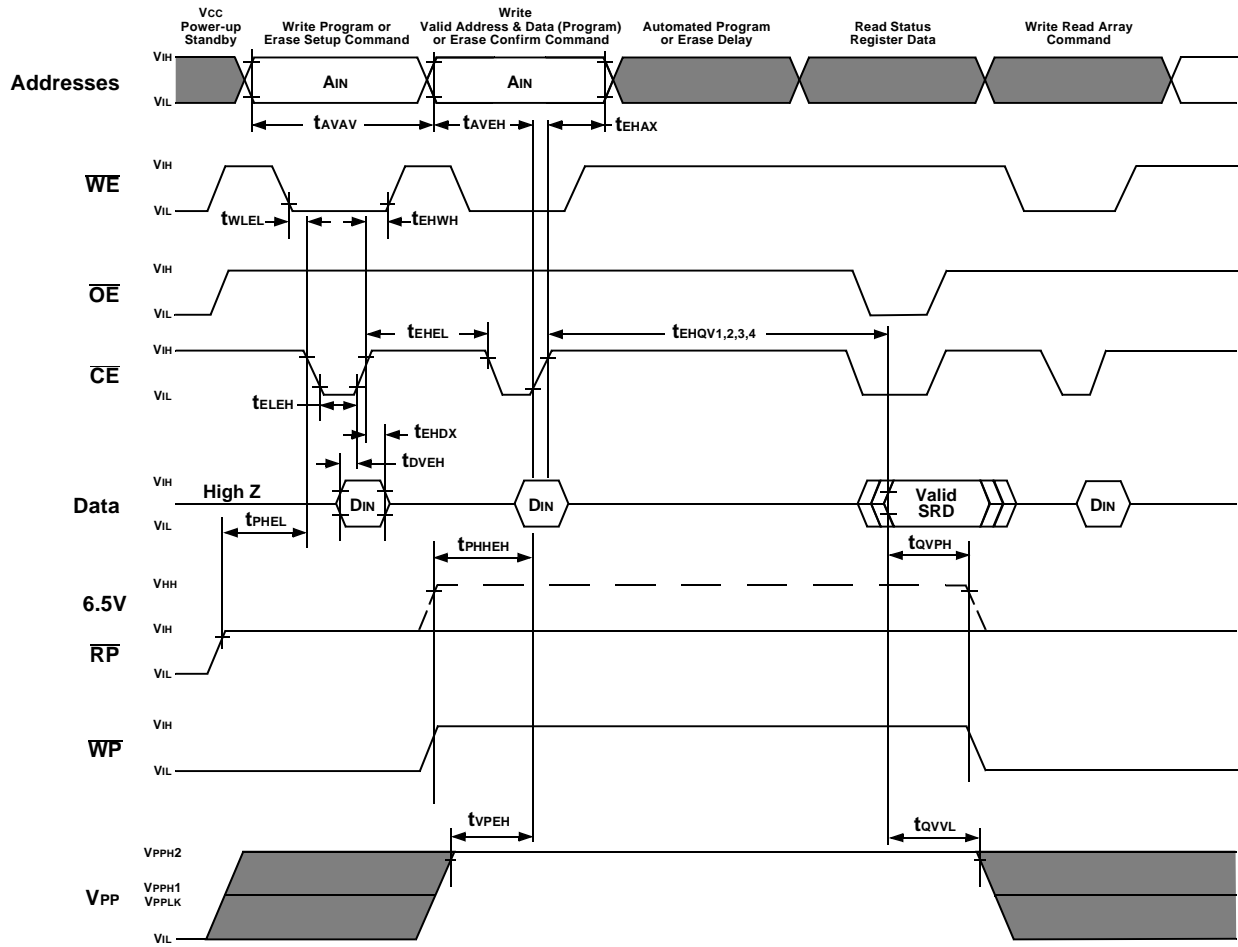 Vcc
Power-up
Standby
Write Program or
Erase Setup Command
Write
Valid Address & Data (Program)
or Erase Confirm Command
Automated Program
or Erase Delay
Read Status
Register Data
Write Read Array
Command
Addresses
VIH
VIL
AIN
AIN
tAVAV
tAVEH
tEHAX
WE
VIH
VIL
tWLEL
tEHWH
OE
VIH
VIL
tEHEL
tEHQV1,2,3,4
CE
VIH
VIL
tELEH
tEHDX
tDVEH
Data
VIH
VIL
High Z
DIN
DIN
Valid
SRD
DIN
tPHEL
tPHHEH
tQVPH
6.5V
VHH
VIH
RP
VIL
WP
VIH
VIL
tVPEH
tQVVL
VPP
VPPH2
VPPH1
VPPLK
VIL